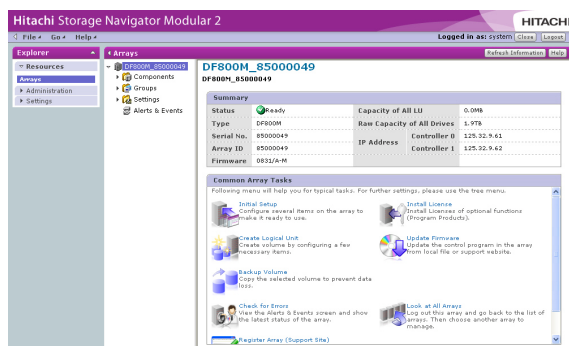 Hitachi Storage Navigator Modular 2
HITACHI
File Go Help
Logged in as: system Close Logout
Explorer
Arrays
Refresh Information Help
Resources
Arrays
Administration
Settings
DF800M_85000049
Components
Groups
Settings
Alerts & Events
DF800M_85000049
DF800M_85000049
Summary
Status Ready Capacity of All LU 0.0MB
Type DF800M Raw Capacity of All Drives 1.9TB
Serial No. 85000049 IP Address Controller 0 125.32.9.61
Array ID 85000049 Controller 1 125.32.9.62
Firmware 0831/A-M
Common Array Tasks
Following menu will help you for typical tasks. For further settings, please use the tree menu.
Initial Setup
Configure several items on the array to
make it ready to use.
Install License
Install Licenses of optional functions
(Program Products).
Create Logical Unit
Create volume by configuring a few
necessary items.
Update Firmware
Update the control program in the array
from local file or support website.
Backup Volume
Copy the selected volume to prevent data
loss.
Check for Errors
View the Alerts & Events screen and show
the latest status of the array.
Look at All Arrays
Log out this array and go back to the list of
arrass. Then choose another array to
manage.
Register Array (Support Site)